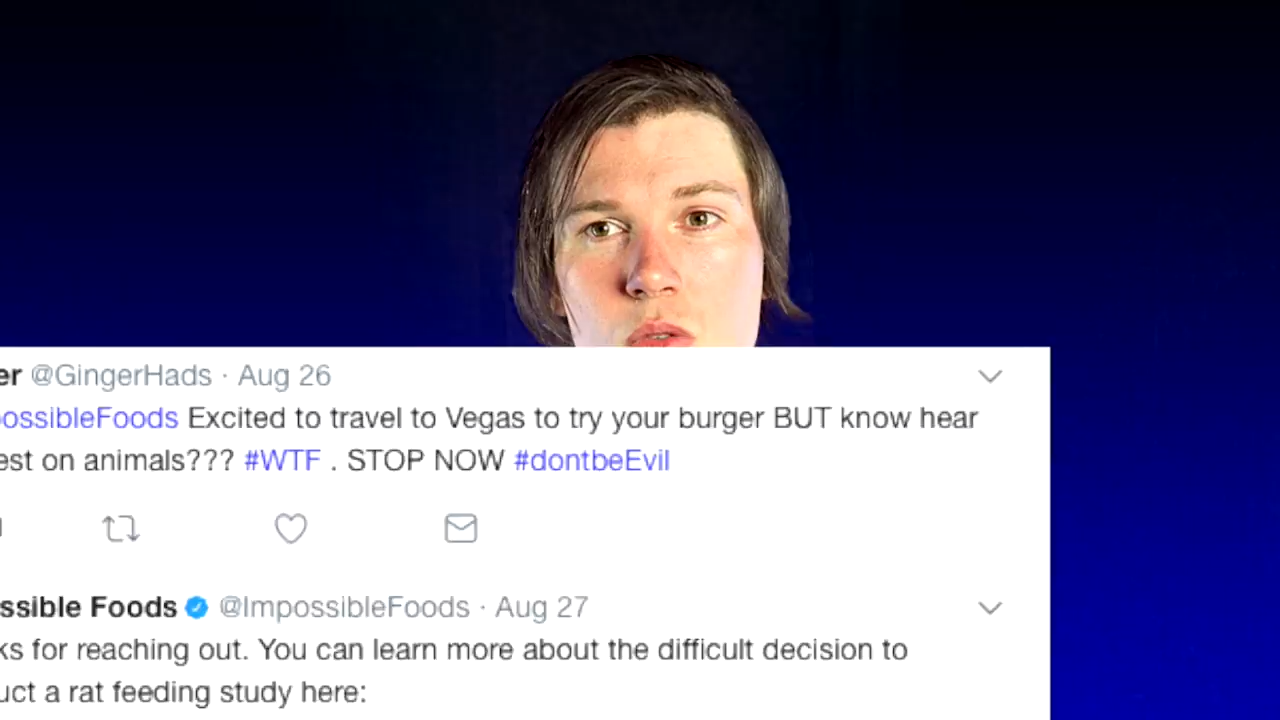 er @GingerHads · Aug 26
ossibleFoods Excited to travel to Vegas to try your burger BUT know hear
est on animals??? #WTF . STOP NOW #dontbeEvil
ssible Foods @ImpossibleFoods · Aug 27
ks for reaching out. You can learn more about the difficult decision to
uct a rat feeding study here: